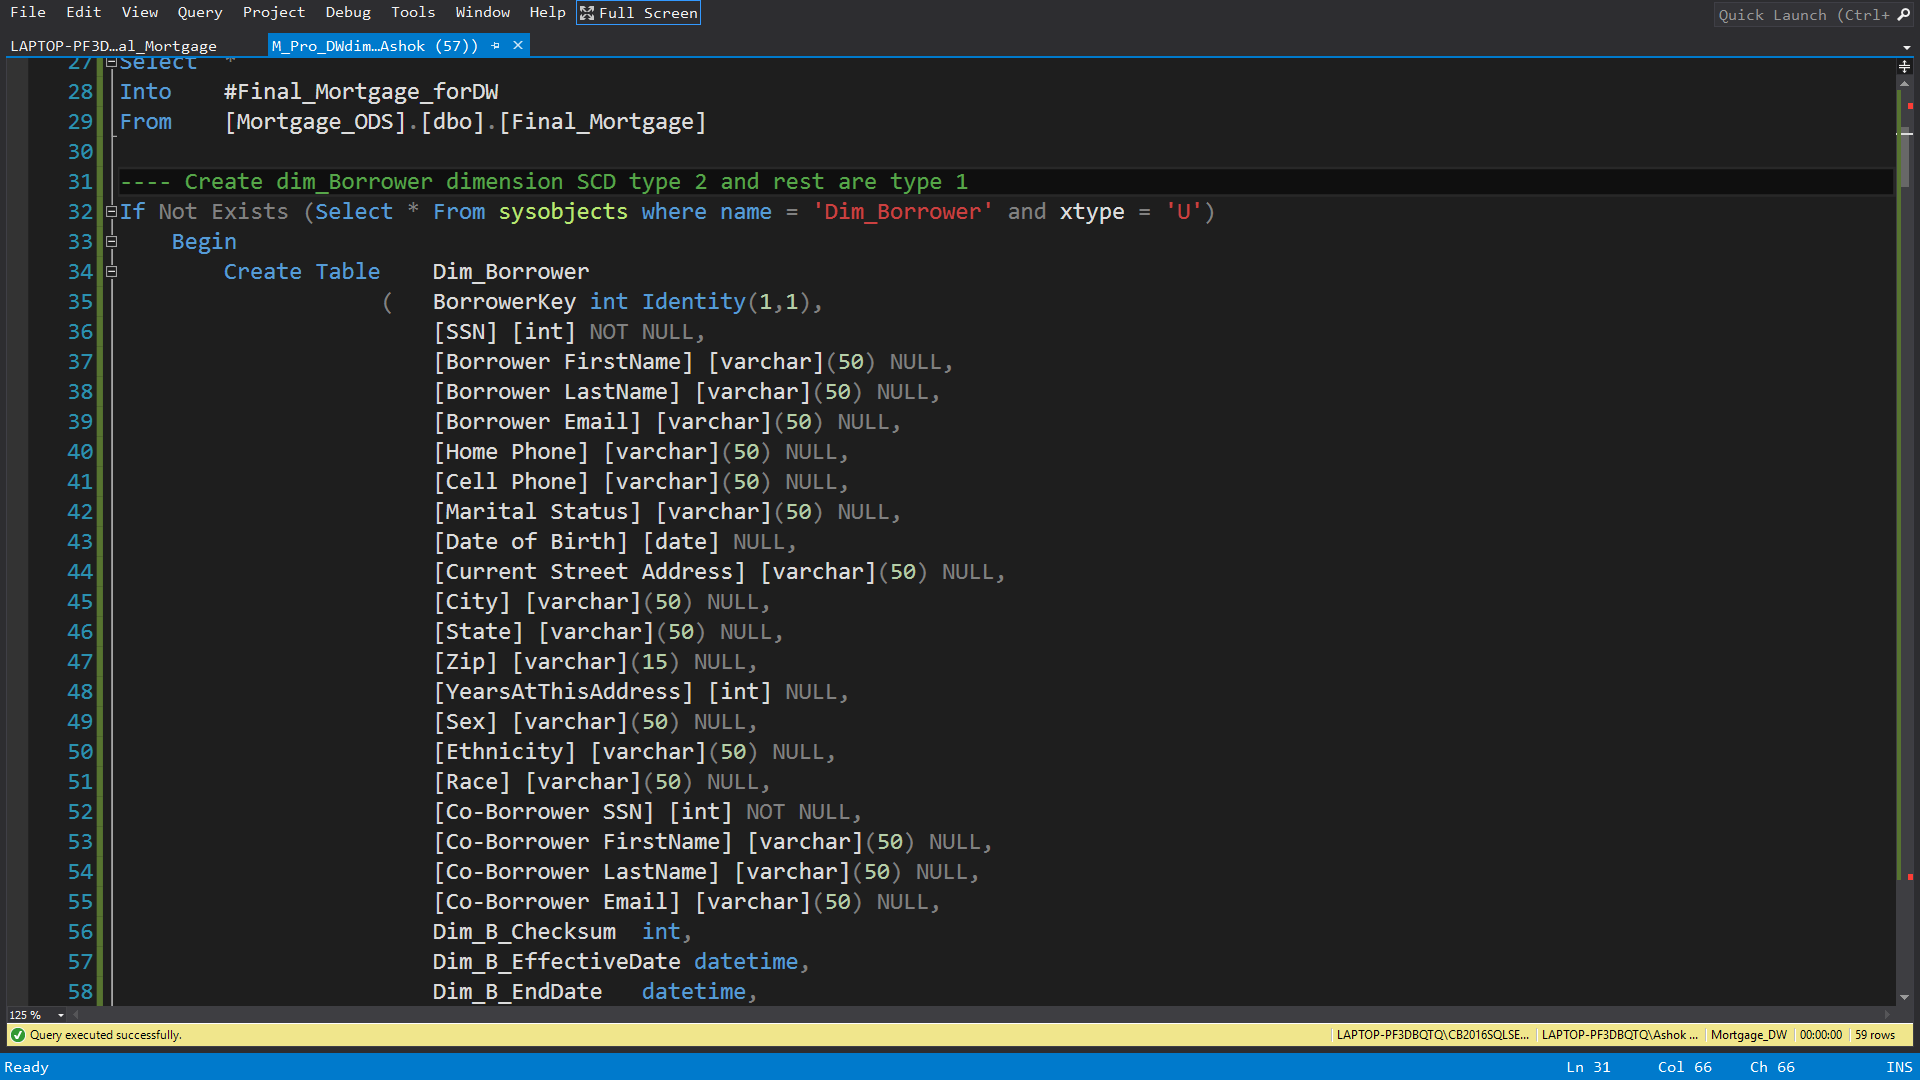 File Edit View Query Project Debug Tools Window Help Full Screen
Quick Launch (Ctrl+
LAPTOP-PF3D...al_Mortgage M_Pro_DWdim...Ashok (57))
27 Select *
28 Into #Final_Mortgage_forDW
29 From [Mortgage_ODS].[dbo].[Final_Mortgage]
30
31 ---- Create dim_Borrower dimension SCD type 2 and rest are type 1
32 If Not Exists (Select * From sysobjects where name = 'Dim_Borrower' and xtype = 'U')
33 Begin
34 Create Table Dim_Borrower
35 ( BorrowerKey int Identity(1,1),
36 [SSN] [int] NOT NULL,
37 [Borrower FirstName] [varchar](50) NULL,
38 [Borrower LastName] [varchar](50) NULL,
39 [Borrower Email] [varchar](50) NULL,
40 [Home Phone] [varchar](50) NULL,
41 [Cell Phone] [varchar](50) NULL,
42 [Marital Status] [varchar](50) NULL,
43 [Date of Birth] [date] NULL,
44 [Current Street Address] [varchar](50) NULL,
45 [City] [varchar](50) NULL,
46 [State] [varchar](50) NULL,
47 [Zip] [varchar](15) NULL,
48 [YearsAtThisAddress] [int] NULL,
49 [Sex] [varchar](50) NULL,
50 [Ethnicity] [varchar](50) NULL,
51 [Race] [varchar](50) NULL,
52 [Co-Borrower SSN] [int] NOT NULL,
53 [Co-Borrower FirstName] [varchar](50) NULL,
54 [Co-Borrower LastName] [varchar](50) NULL,
55 [Co-Borrower Email] [varchar](50) NULL,
56 Dim_B_Checksum int,
57 Dim_B_EffectiveDate datetime,
58 Dim_B_EndDate datetime,
125 %
Query executed successfully. LAPTOP-PF3DBQTQ\CB2016SQLSE... LAPTOP-PF3DBQTQ\Ashok ... Mortgage_DW 00:00:00 59 rows
Ready Ln 31 Col 66 Ch 66 INS